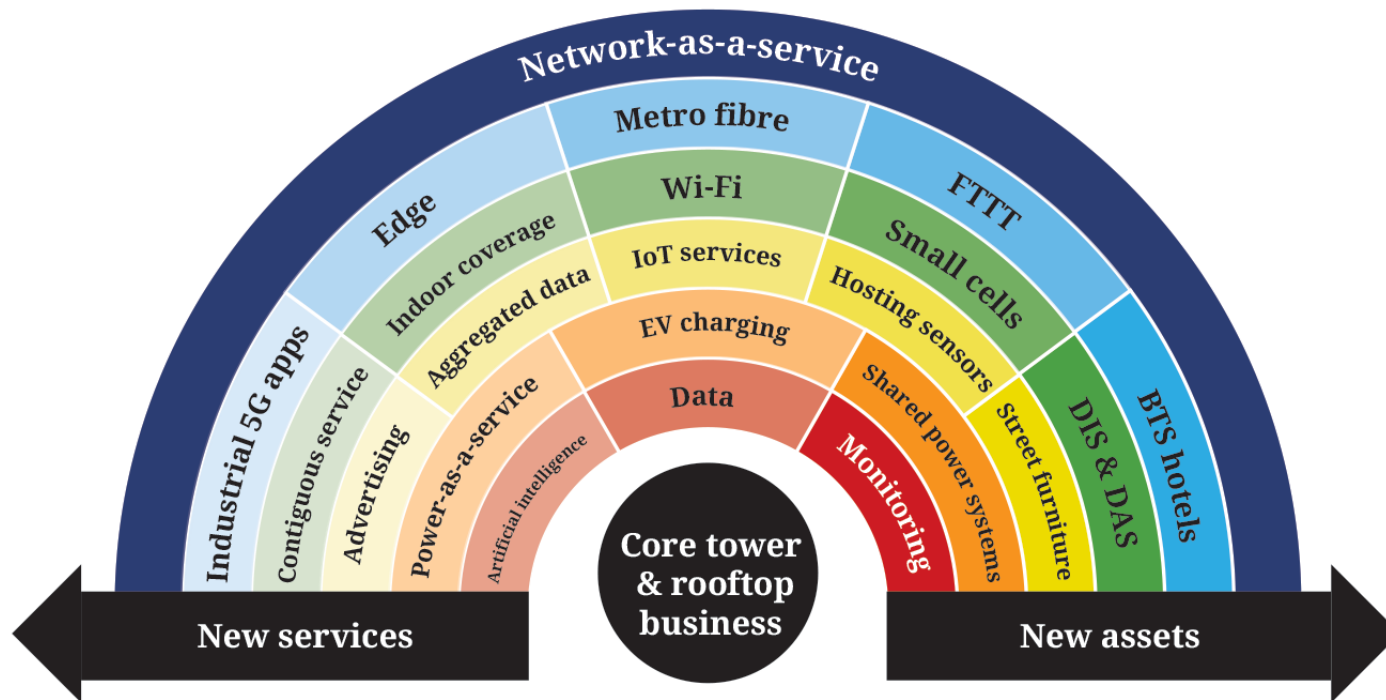 Network-as-a-service
Industrial 5G apps
Edge
Metro fibre
FTTT
BTS hotels
Contiguous service
Indoor coverage
Wi-Fi
Small cells
DIS & DAS
Advertising
Aggregated data
IoT services
Hosting sensors
Street furniture
Power-as-a-service
EV charging
Shared power systems
Artificial intelligence
Data
Monitoring
Core tower
& rooftop
business
New services
New assets